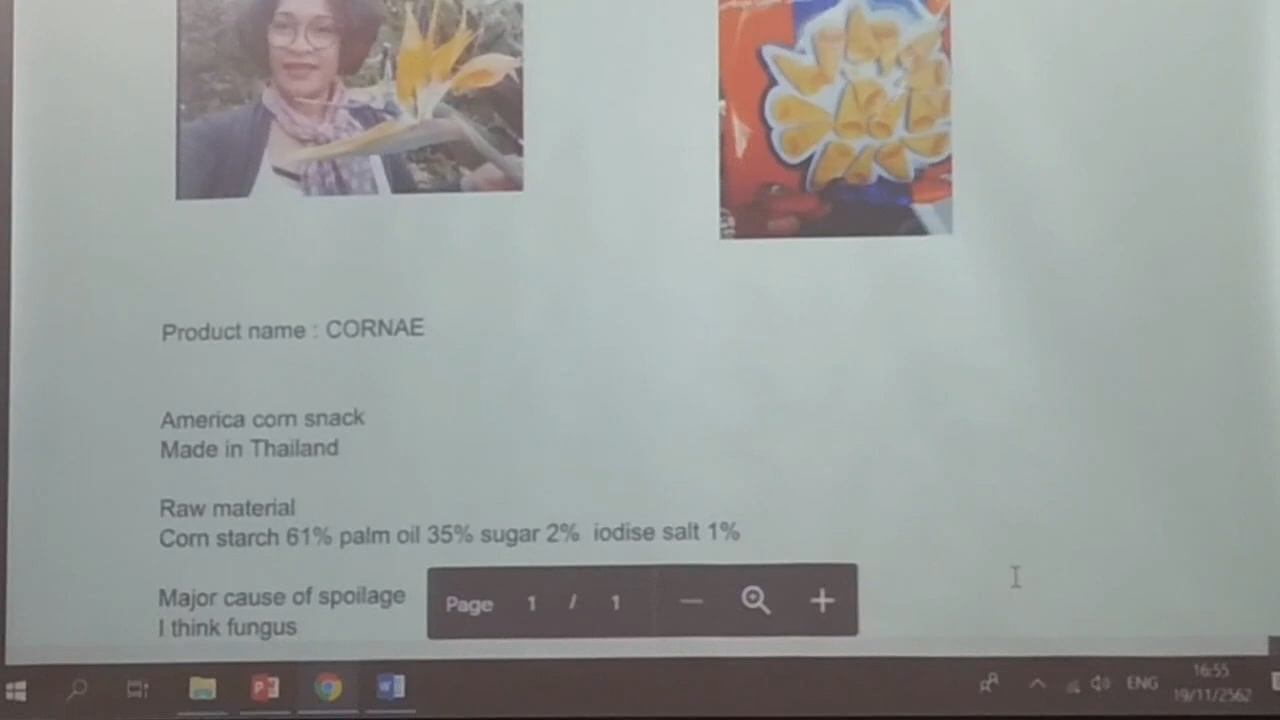 Product name : CORNAE
America corn snack
Made in Thailand
Raw material
Corn starch 61% palm oil 35% sugar 2% iodise salt 1%
Major cause of spoilage
I think fungus
Page 1 / 1
ENG
16:55
19/11/2562